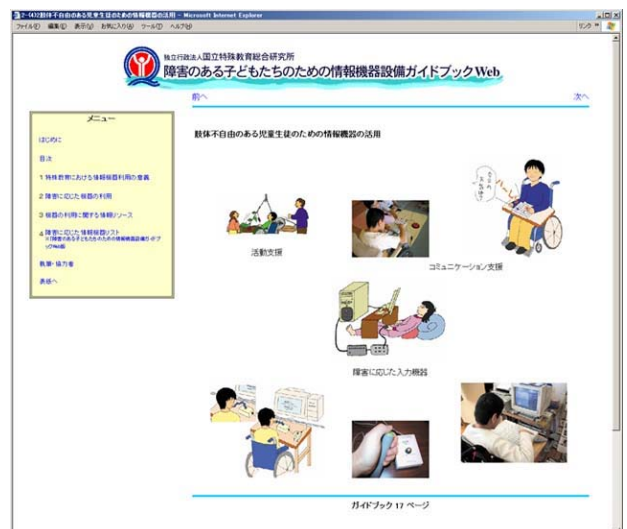 2-(4)32肢体不自由のある児童生徒のための情報機器の活用 - Microsoft Internet Explorer
ファイル(F) 編集(E) 表示(V) お気に入り(A) ツール(T) ヘルプ(H)
リンク
独立行政法人国立特殊教育総合研究所
障害のある子どもたちのための情報機器設備ガイドブックWeb
前へ
次へ
メニュー
はじめに
目次
1 特殊教育における情報機器利用の意義
2 障害に応じた機器の利用
3 機器の利用に関する情報リソース
4 障害に応じた情報機器リスト
執筆・協力者
表紙へ
肢体不自由のある児童生徒のための情報機器の活用
活動支援
コミュニケーション支援
障害に応じた入力機器
ガイドブック 17 ページ